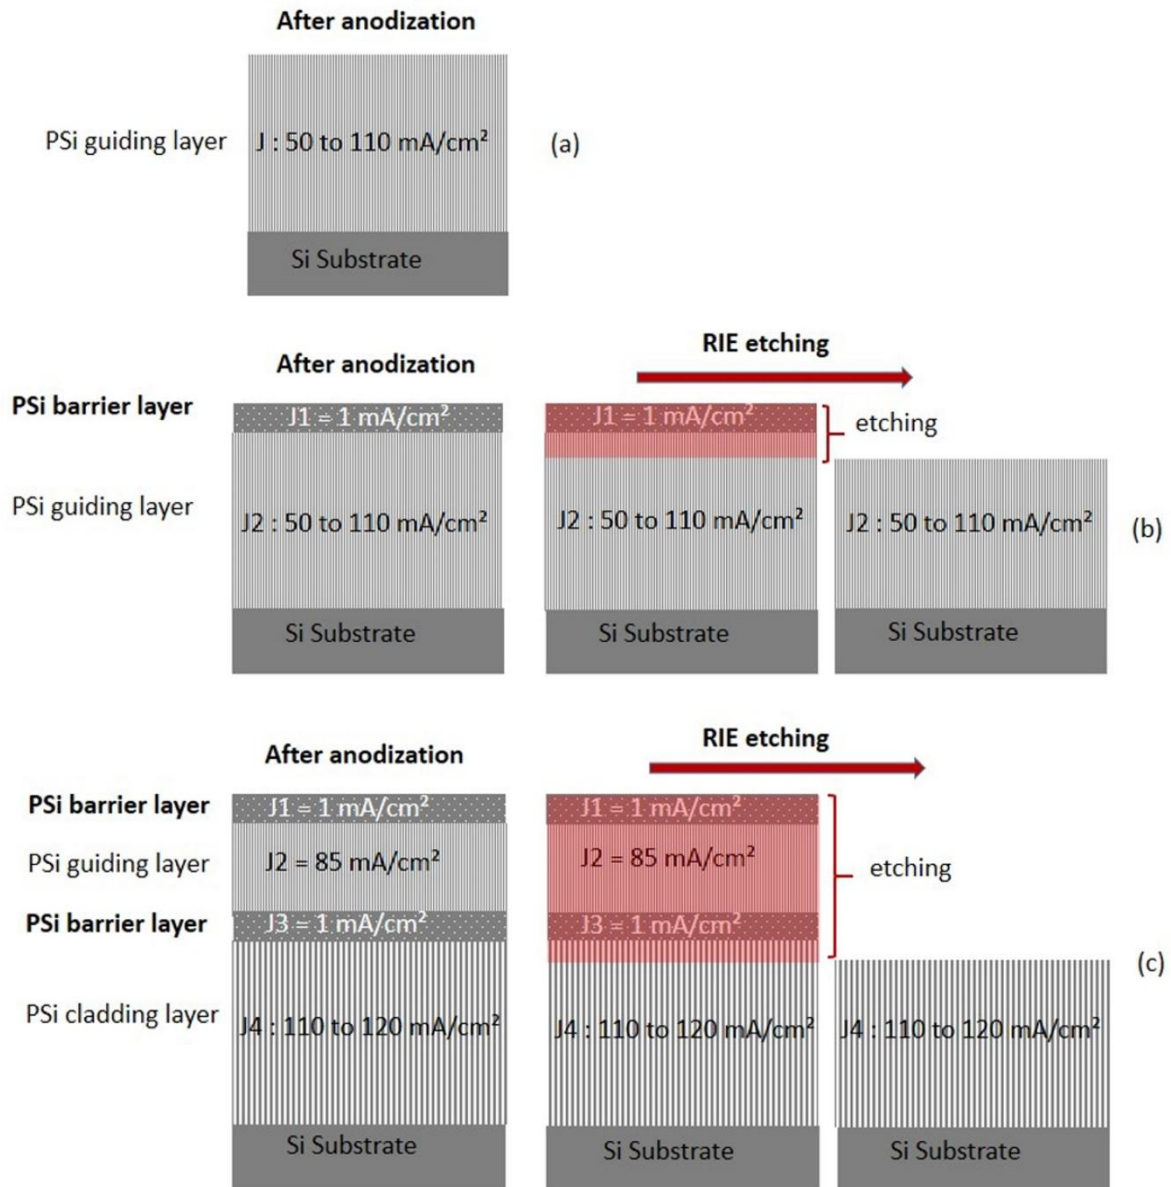 After anodization
PSi guiding layer
J : 50 to 110 mA/cm²
(a)
Si Substrate
After anodization
RIE etching
PSi barrier layer
J1 = 1 mA/cm²
J1 = 1 mA/cm²
etching
PSi guiding layer
J2 : 50 to 110 mA/cm²
J2 : 50 to 110 mA/cm²
J2 : 50 to 110 mA/cm²
(b)
Si Substrate
Si Substrate
Si Substrate
After anodization
RIE etching
PSi barrier layer
J1 = 1 mA/cm²
J1 = 1 mA/cm²
PSi guiding layer
J2 = 85 mA/cm²
J2 = 85 mA/cm²
etching
PSi barrier layer
J3 = 1 mA/cm²
J3 = 1 mA/cm²
(c)
PSi cladding layer
J4 : 110 to 120 mA/cm²
J4 : 110 to 120 mA/cm²
J4 : 110 to 120 mA/cm²
Si Substrate
Si Substrate
Si Substrate